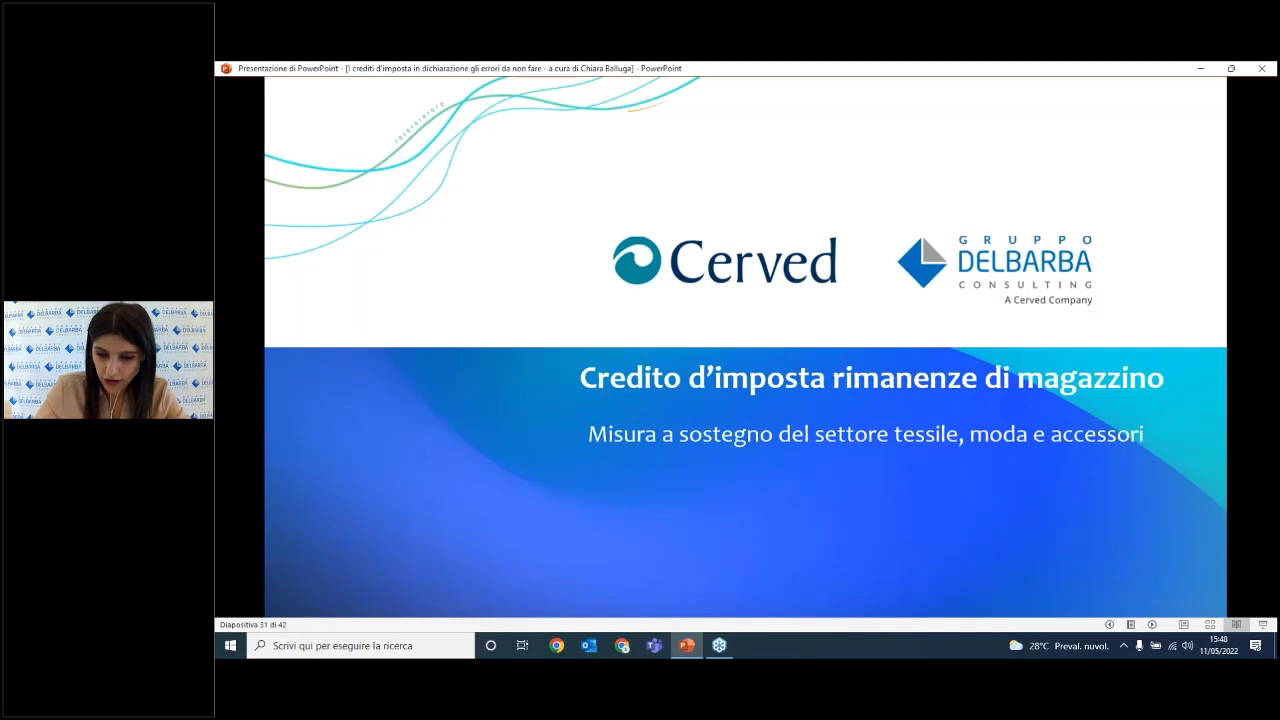 Presentazione di PowerPoint - [I crediti d'imposta in dichiarazione gli errori da non fare - a cura di Chiara Balluga] - PowerPoint
1010101010
Cerved
GRUPPO
DELBARBA
CONSULTING
A Cerved Company
Credito d'imposta rimanenze di magazzino
Misura a sostegno del settore tessile, moda e accessori
DELBARBA
Diapositiva 31 di 42
Scrivi qui per eseguire la ricerca
28°C Preval. nuvol.
15:48
11/05/2022